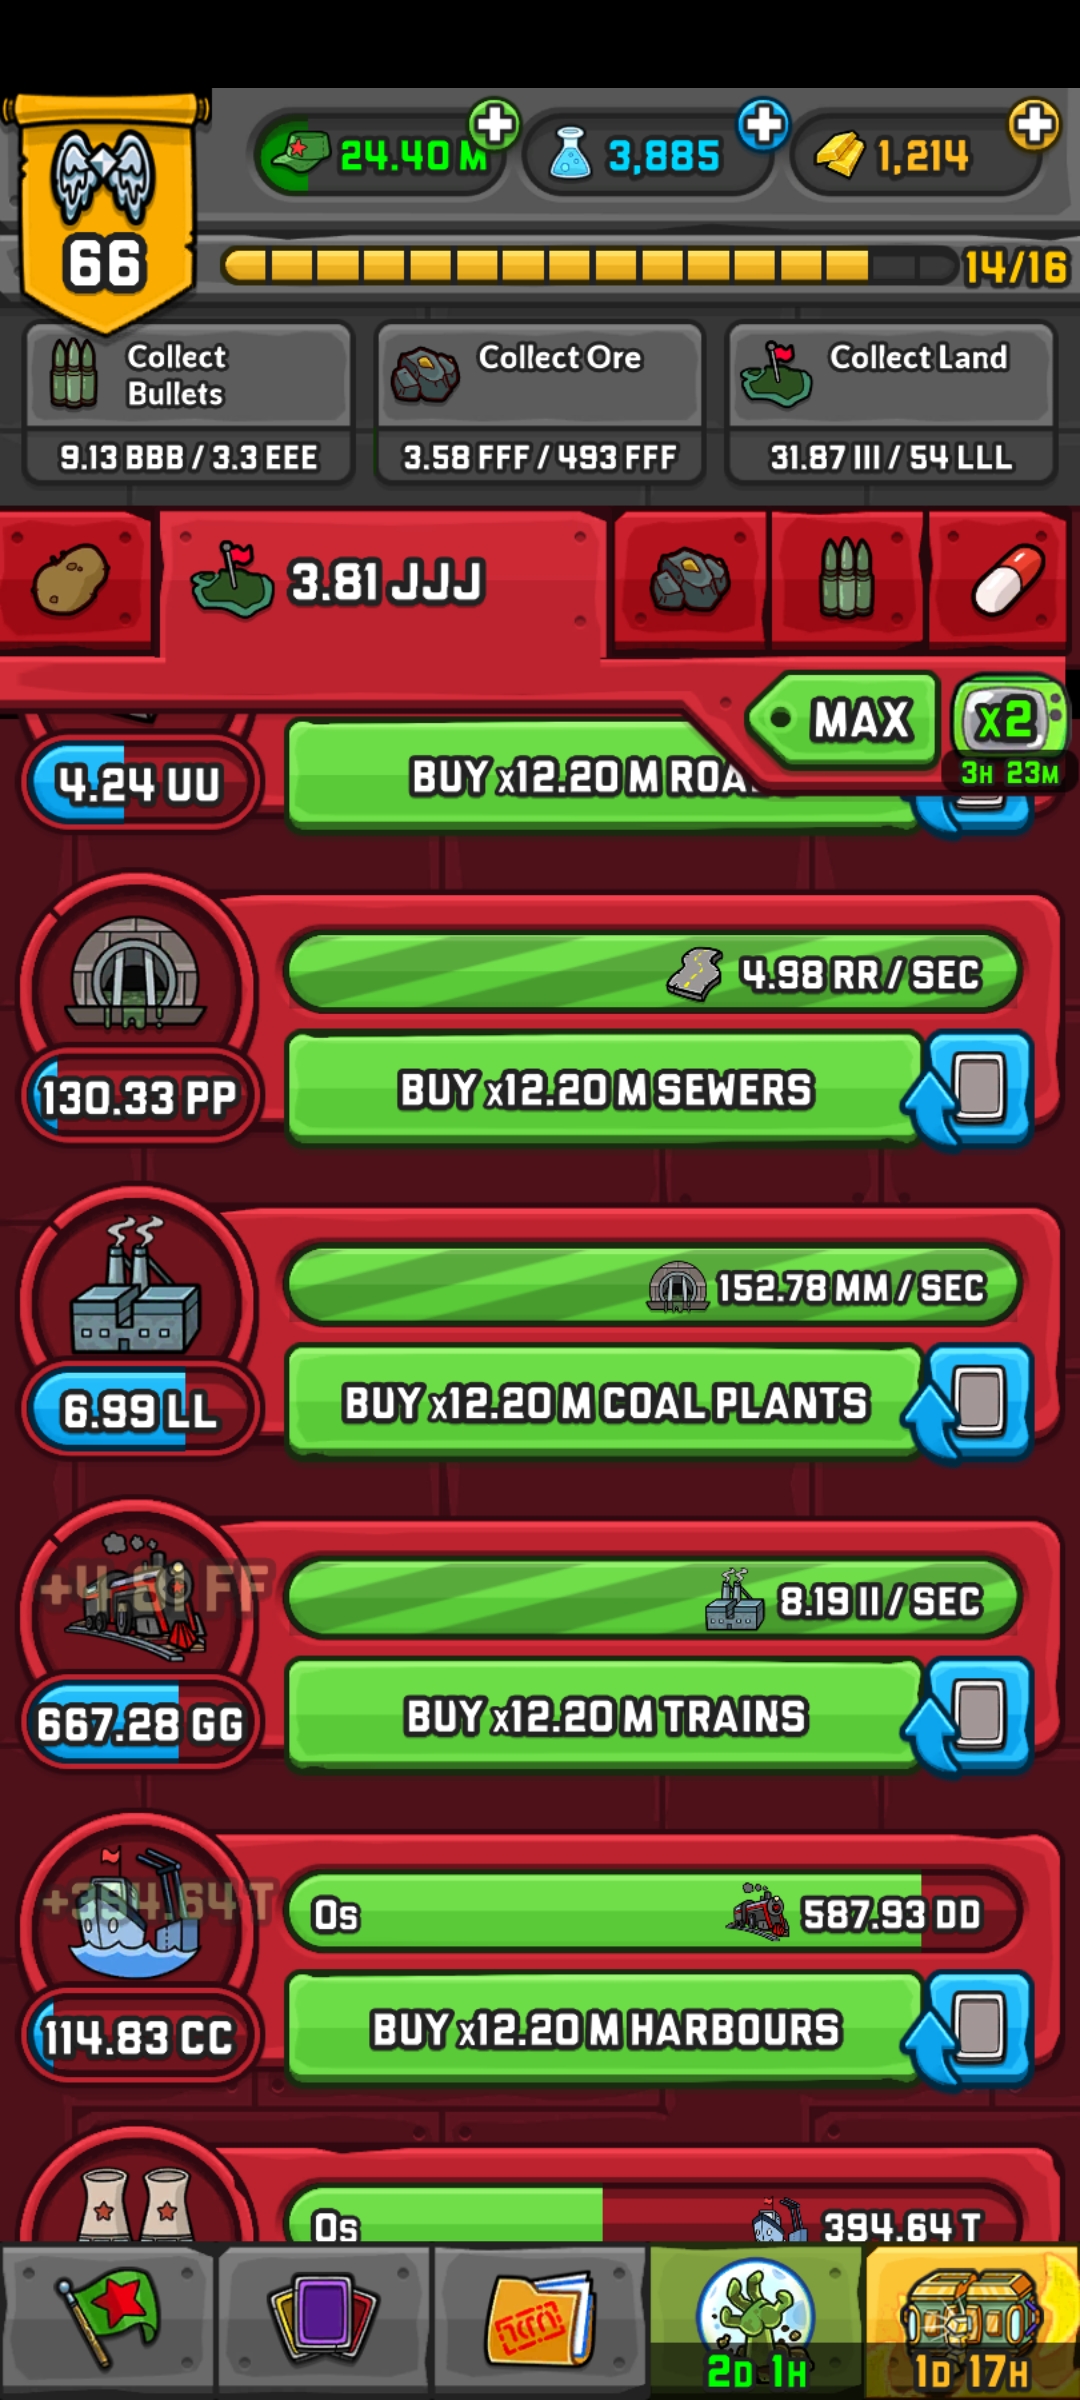 24.40 M
3,885
1,214
66
14/16
Collect
Bullets
9.13 BBB / 3.3 EEE
Collect Ore
3.58 FFF / 493 FFF
Collect Land
31.87 III / 54 LLL
3.81 JJJ
MAX
x2
3H 23M
4.24 UU
BUY x12.20 M
4.98 RR / SEC
130.33 PP
BUY x12.20 M SEWERS
152.78 MM / SEC
6.99 LL
BUY x12.20 M COAL PLANTS
FF
8.19 II / SEC
667.28 GG
BUY x12.20 M TRAINS
+394.64 T
0s
587.93 DD
114.83 CC
BUY x12.20 M HARBOURS
0s
394.64 T
2D 1H
1D 17H